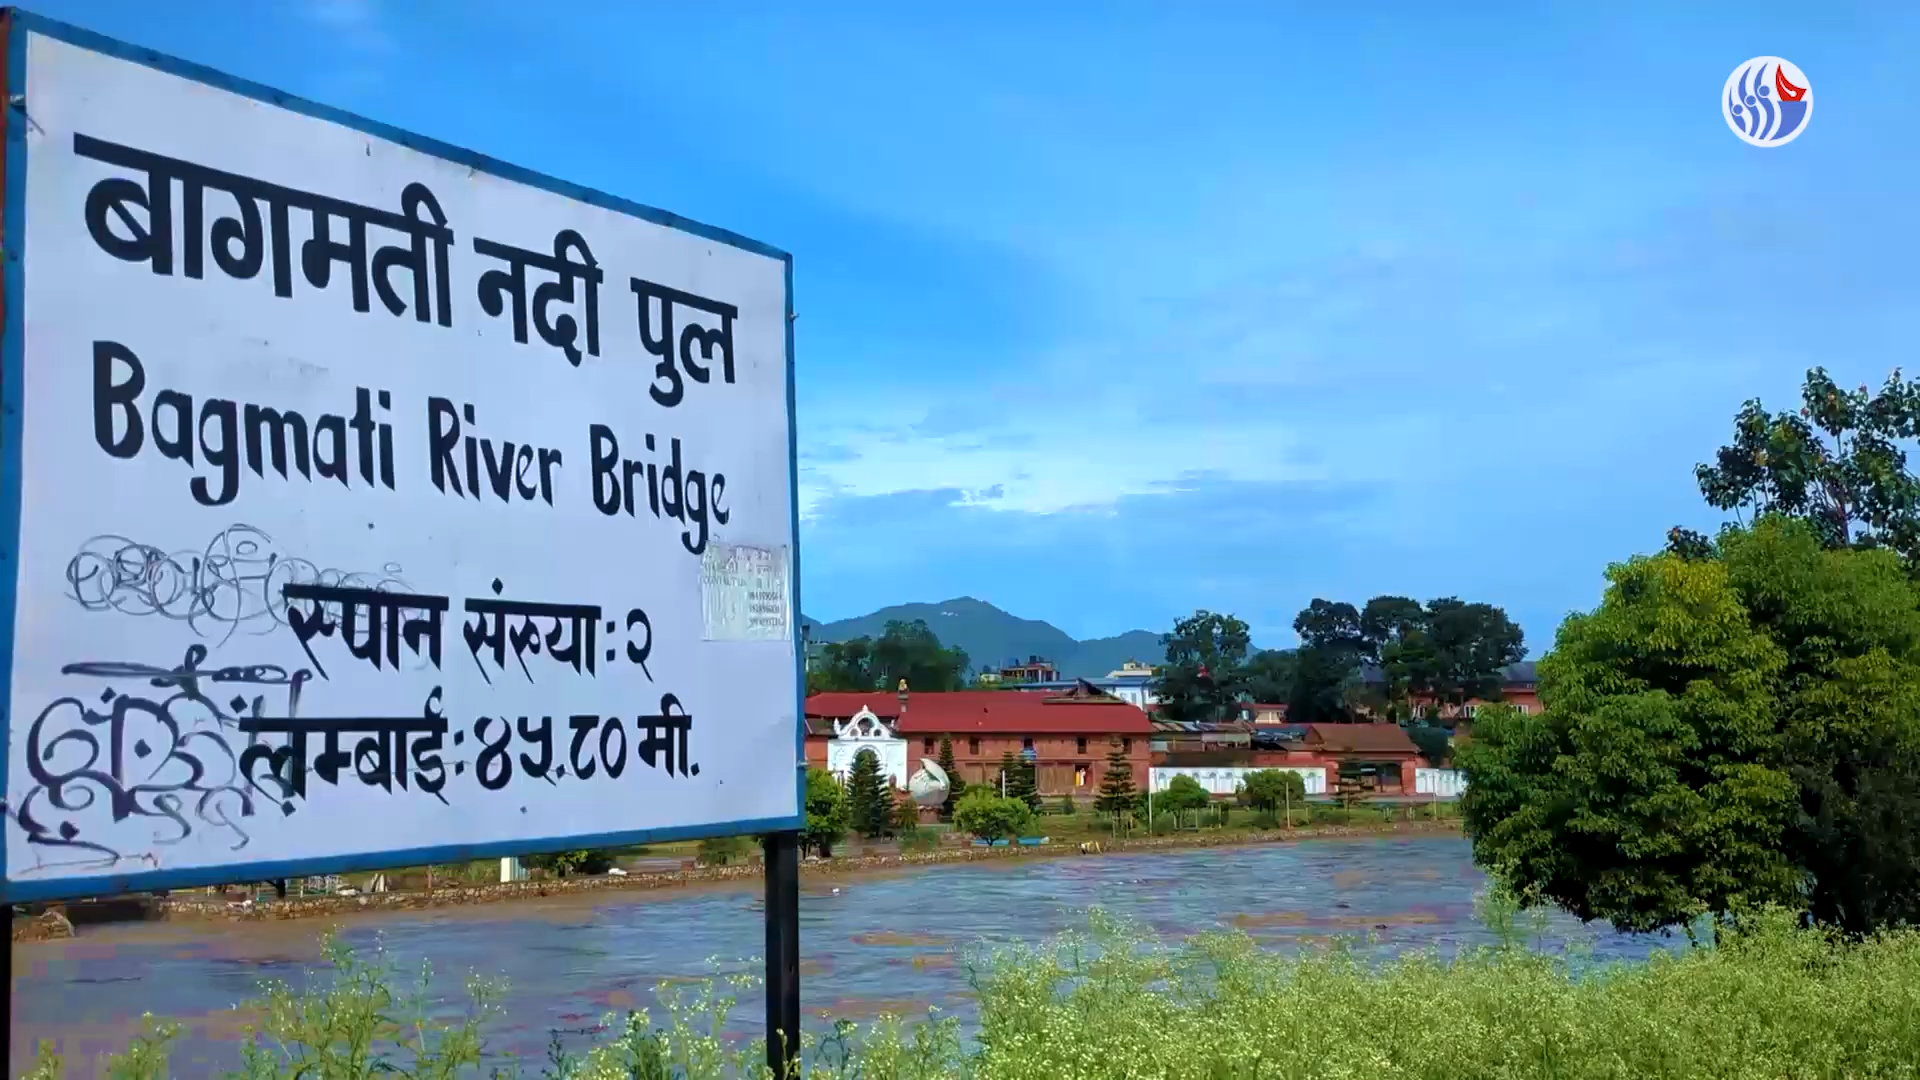 बागमती नदी पुल
Bagmati River Bridge
स्पान संख्या:२
लम्बाई:४५.८० मी.